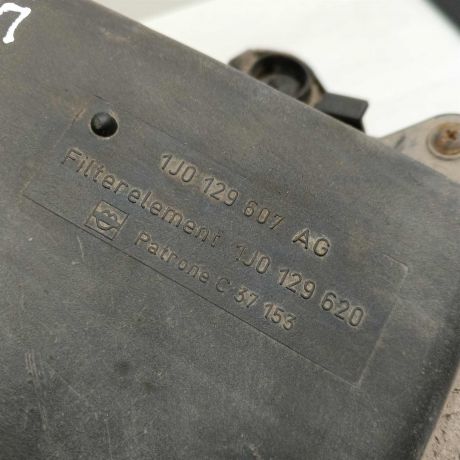 7
1J0 129 607 AG
Filterelement 1J0 129 620
Patrone C 37 153